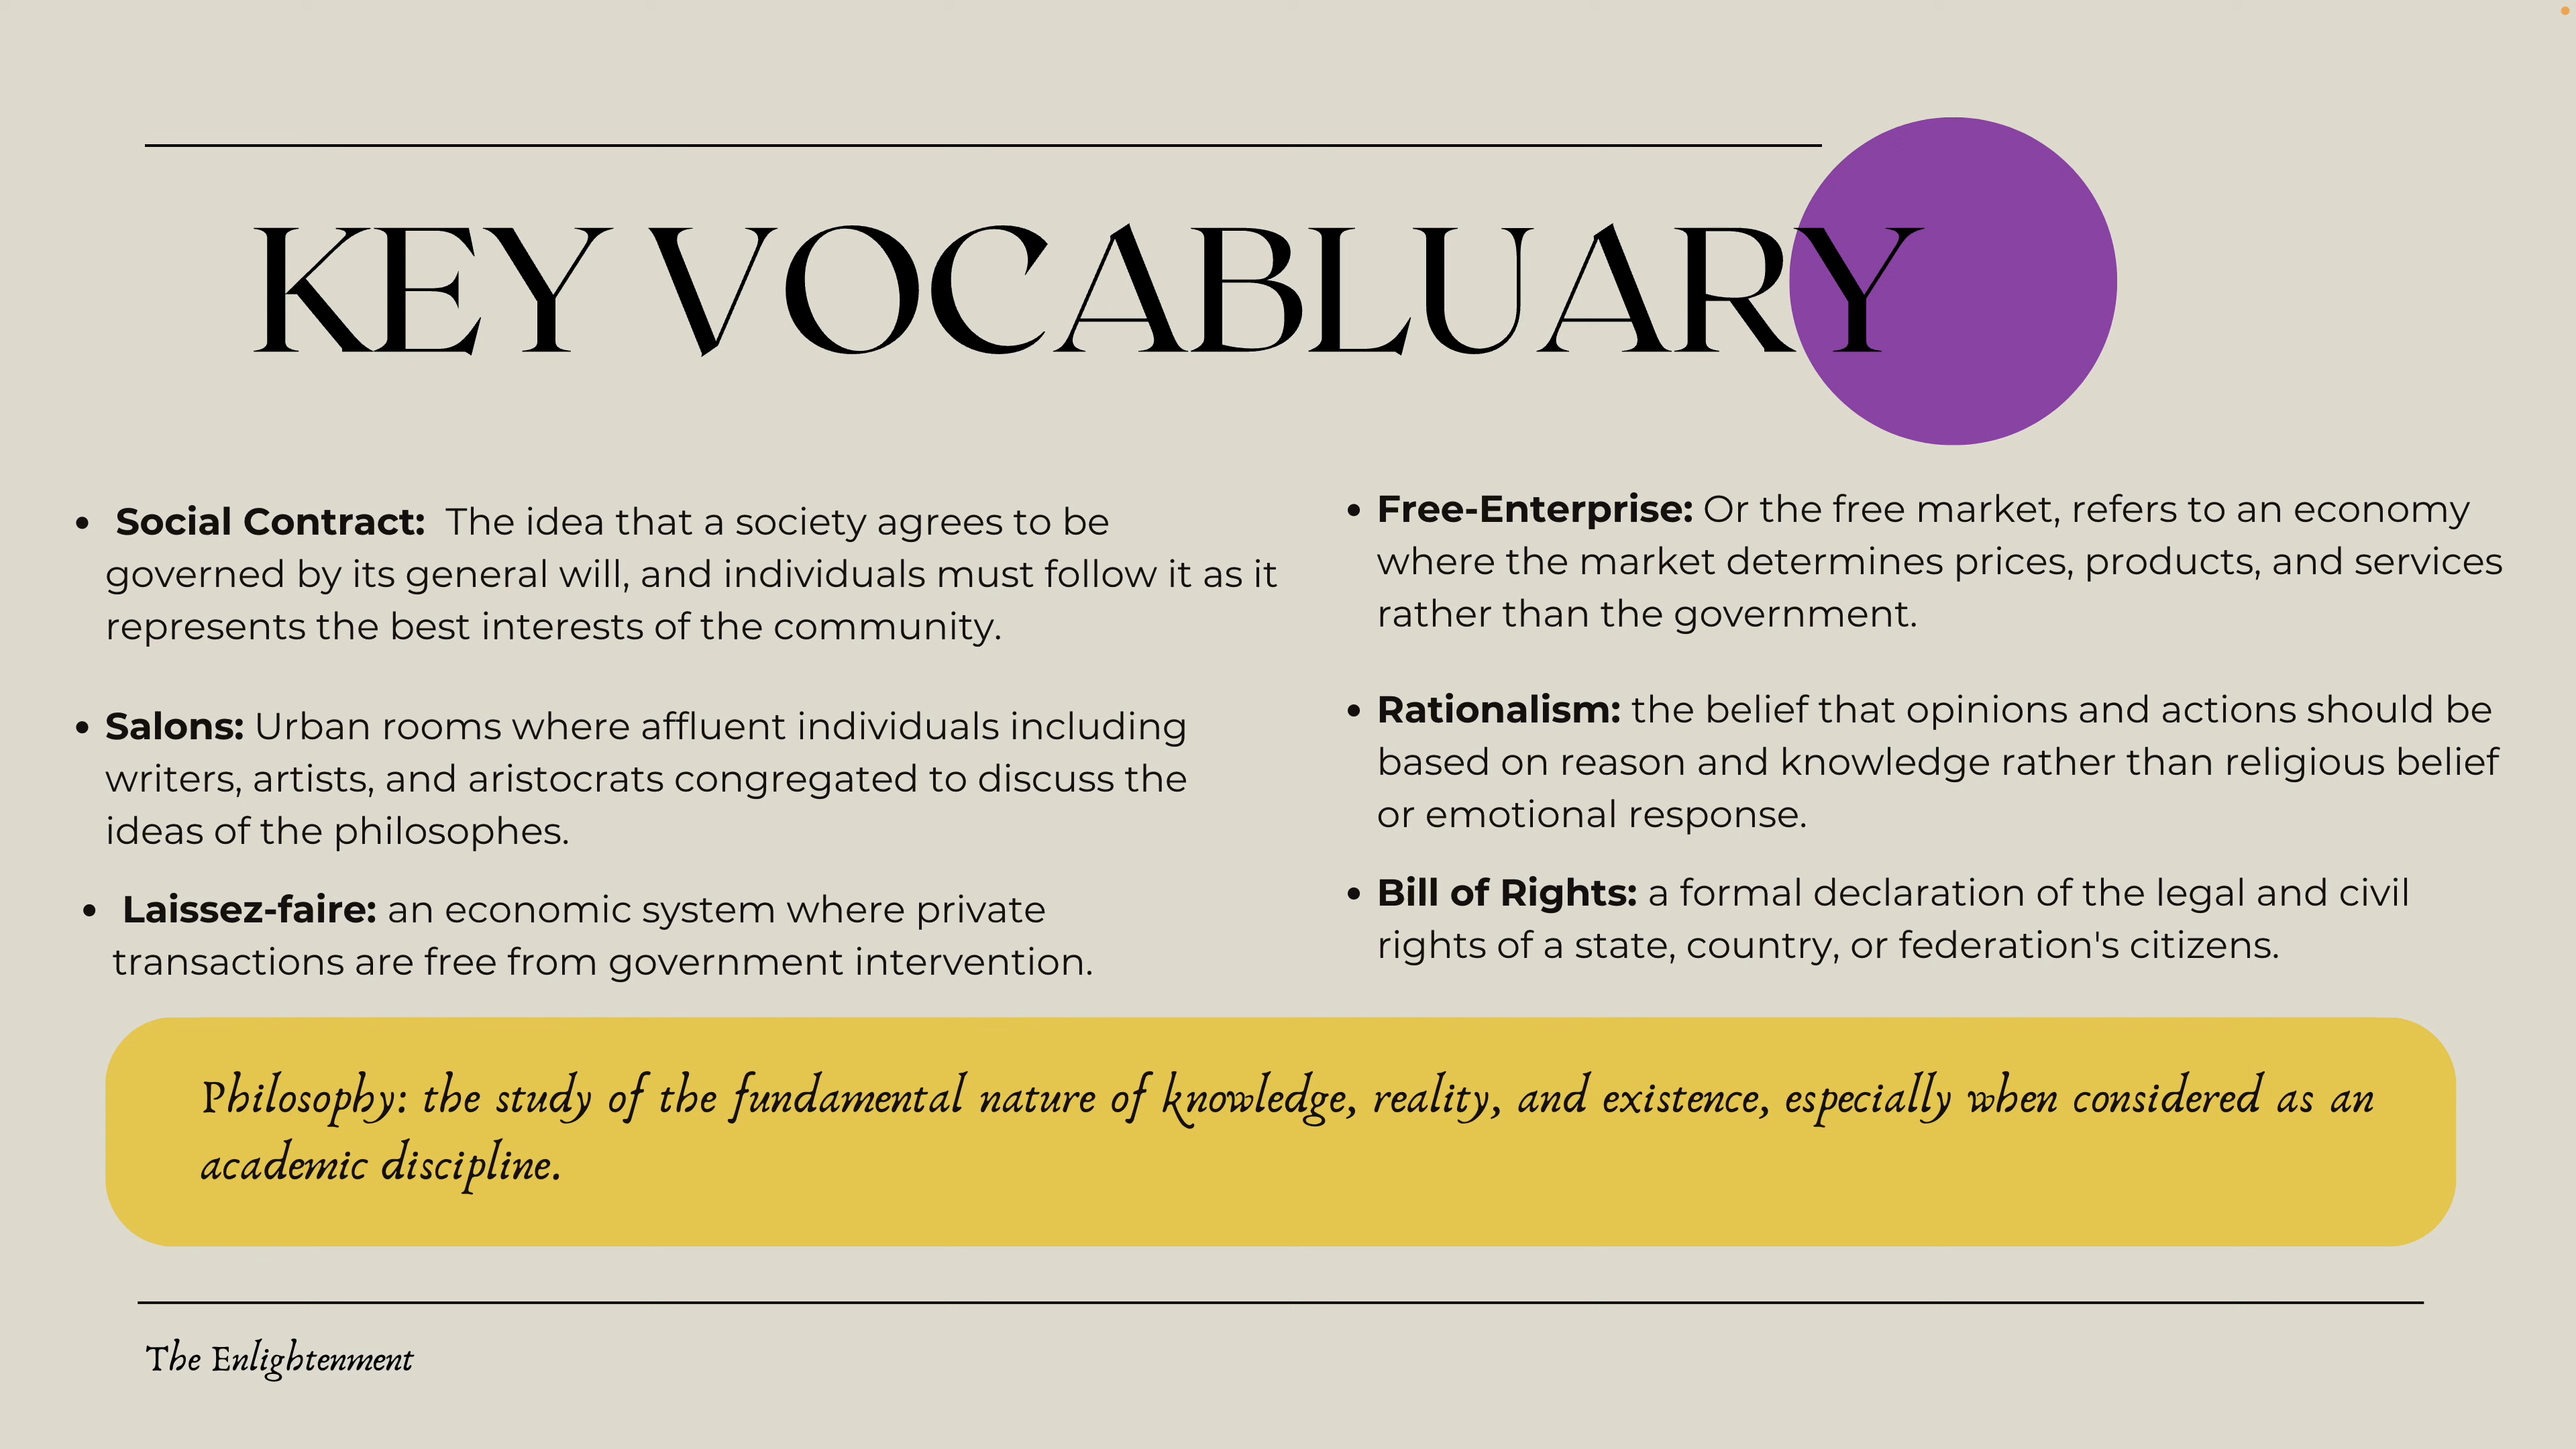 KEY VOCABLUARY
• Social Contract: The idea that a society agrees to be
governed by its general will, and individuals must follow it as it
represents the best interests of the community.
• Salons: Urban rooms where affluent individuals including
writers, artists, and aristocrats congregated to discuss the
ideas of the philosophes.
• Laissez-faire: an economic system where private
transactions are free from government intervention.
• Free-Enterprise: Or the free market, refers to an economy
where the market determines prices, products, and services
rather than the government.
• Rationalism: the belief that opinions and actions should be
based on reason and knowledge rather than religious belief
or emotional response.
• Bill of Rights: a formal declaration of the legal and civil
rights of a state, country, or federation's citizens.
Philosophy: the study of the fundamental nature of knowledge, reality, and existence, especially when considered as an
academic discipline.
The Enlightenment